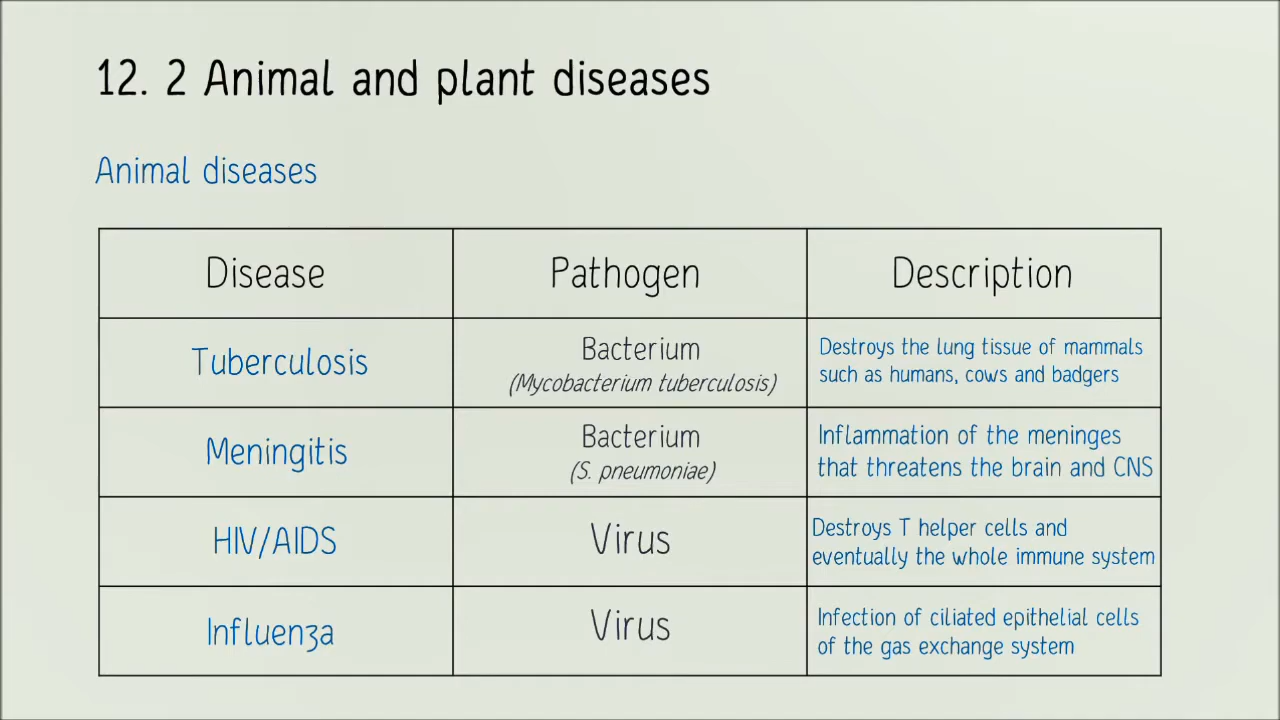 12. 2 Animal and plant diseases
Animal diseases
Disease
Pathogen
Description
Tuberculosis
Bacterium
(Mycobacterium tuberculosis)
Destroys the lung tissue of mammals
such as humans, cows and badgers
Meningitis
Bacterium
(S. pneumoniae)
Inflammation of the meninges
that threatens the brain and CNS
HIV/AIDS
Virus
Destroys T helper cells and
eventually the whole immune system
Influenza
Virus
Infection of ciliated epithelial cells
of the gas exchange system